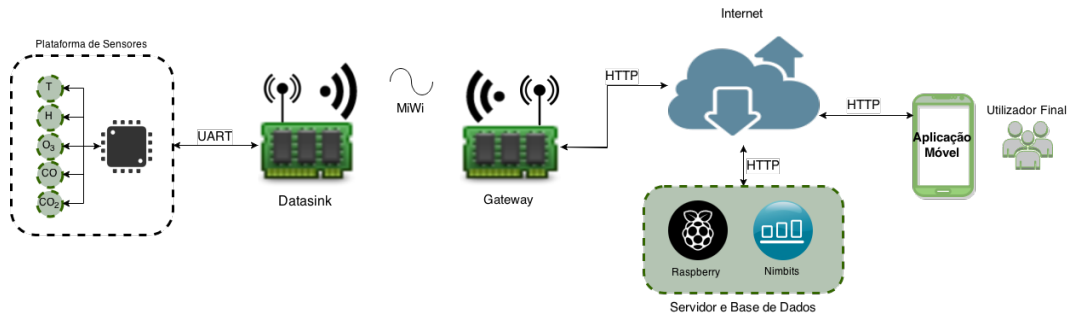 Plataforma de Sensores
T
H
O₃
CO
CO₂
UART
Datasink
MiWi
Gateway
HTTP
Internet
HTTP
HTTP
Raspberry
Nimbits
Servidor e Base de Dados
Aplicação
Móvel
Utilizador Final